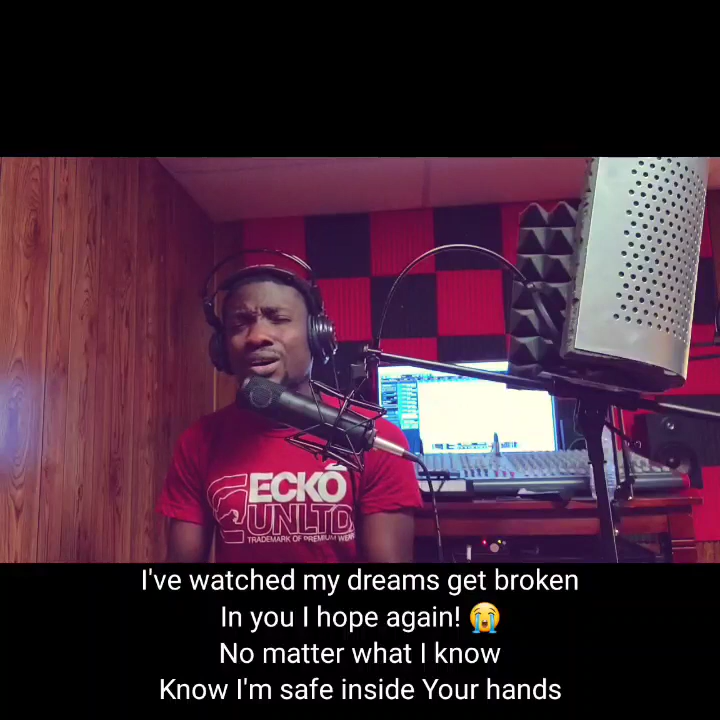 ECKŌ
UNLTD.
TRADEMARK OF PREMIUM WEAR
I've watched my dreams get broken
In you I hope again! 😭
No matter what I know
Know I'm safe inside Your hands